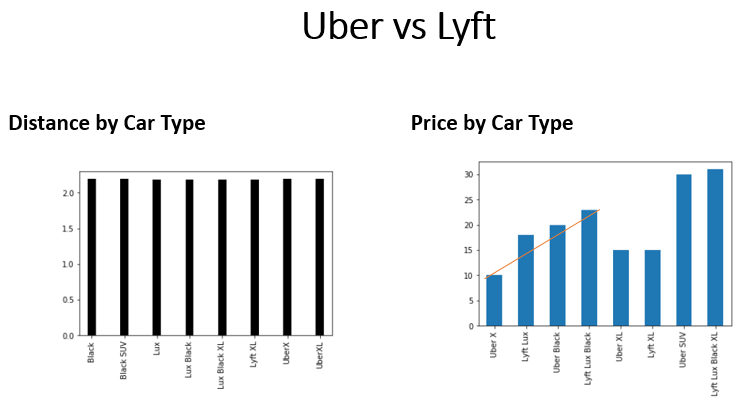 Uber vs Lyft
Distance by Car Type
2.0
1.5
1.0
0.5
0.0
Black
Black SUV
Lux
Lux Black
Lux Black XL
Lyft XL
UberX
UberXL
Price by Car Type
30
25
20
15
10
5
0
Uber X
Lyft Lux
Uber Black
Lyft Lux Black
Uber XL
Lyft XL
Uber SUV
Lyft Lux Black XL